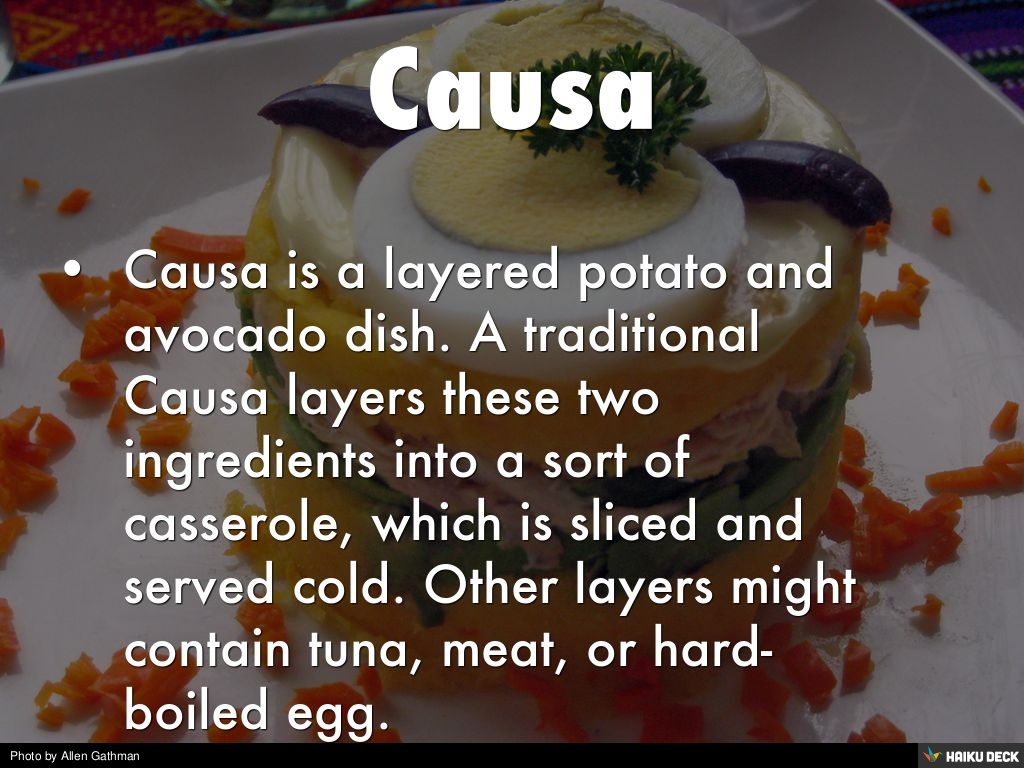 Causa
• Causa is a layered potato and
avocado dish. A traditional
Causa layers these two
ingredients into a sort of
casserole, which is sliced and
served cold. Other layers might
contain tuna, meat, or hard-
boiled egg.
Photo by Allen Gathman
HAIKU DECK